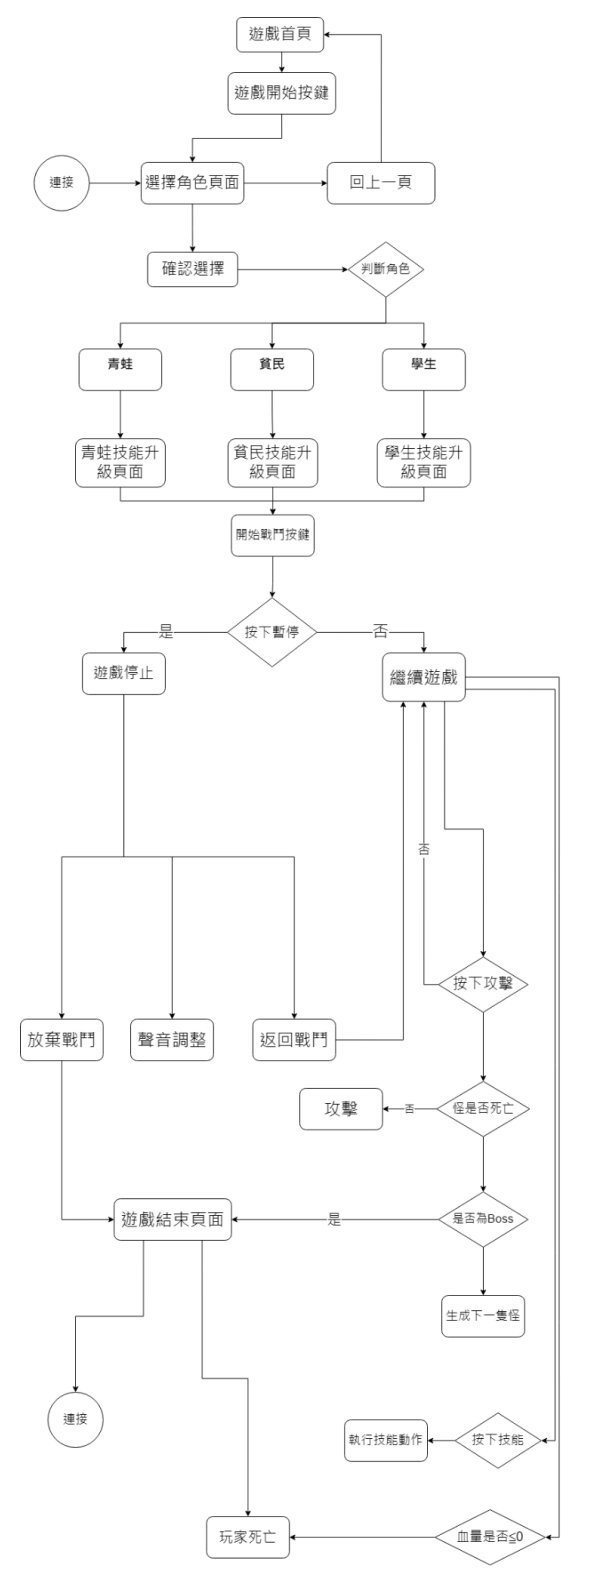 遊戲首頁
遊戲開始按鍵
連接
選擇角色頁面
回上一頁
確認選擇
判斷角色
青蛙
貧民
學生
青蛙技能升
級頁面
貧民技能升
級頁面
學生技能升
級頁面
開始戰鬥按鍵
是
按下暫停
否
遊戲停止
繼續遊戲
否
按下攻擊
放棄戰鬥
聲音調整
返回戰鬥
攻擊
否
怪是否死亡
遊戲結束頁面
是
是否為Boss
生成下一隻怪
連接
執行技能動作
按下技能
玩家死亡
血量是否≦0